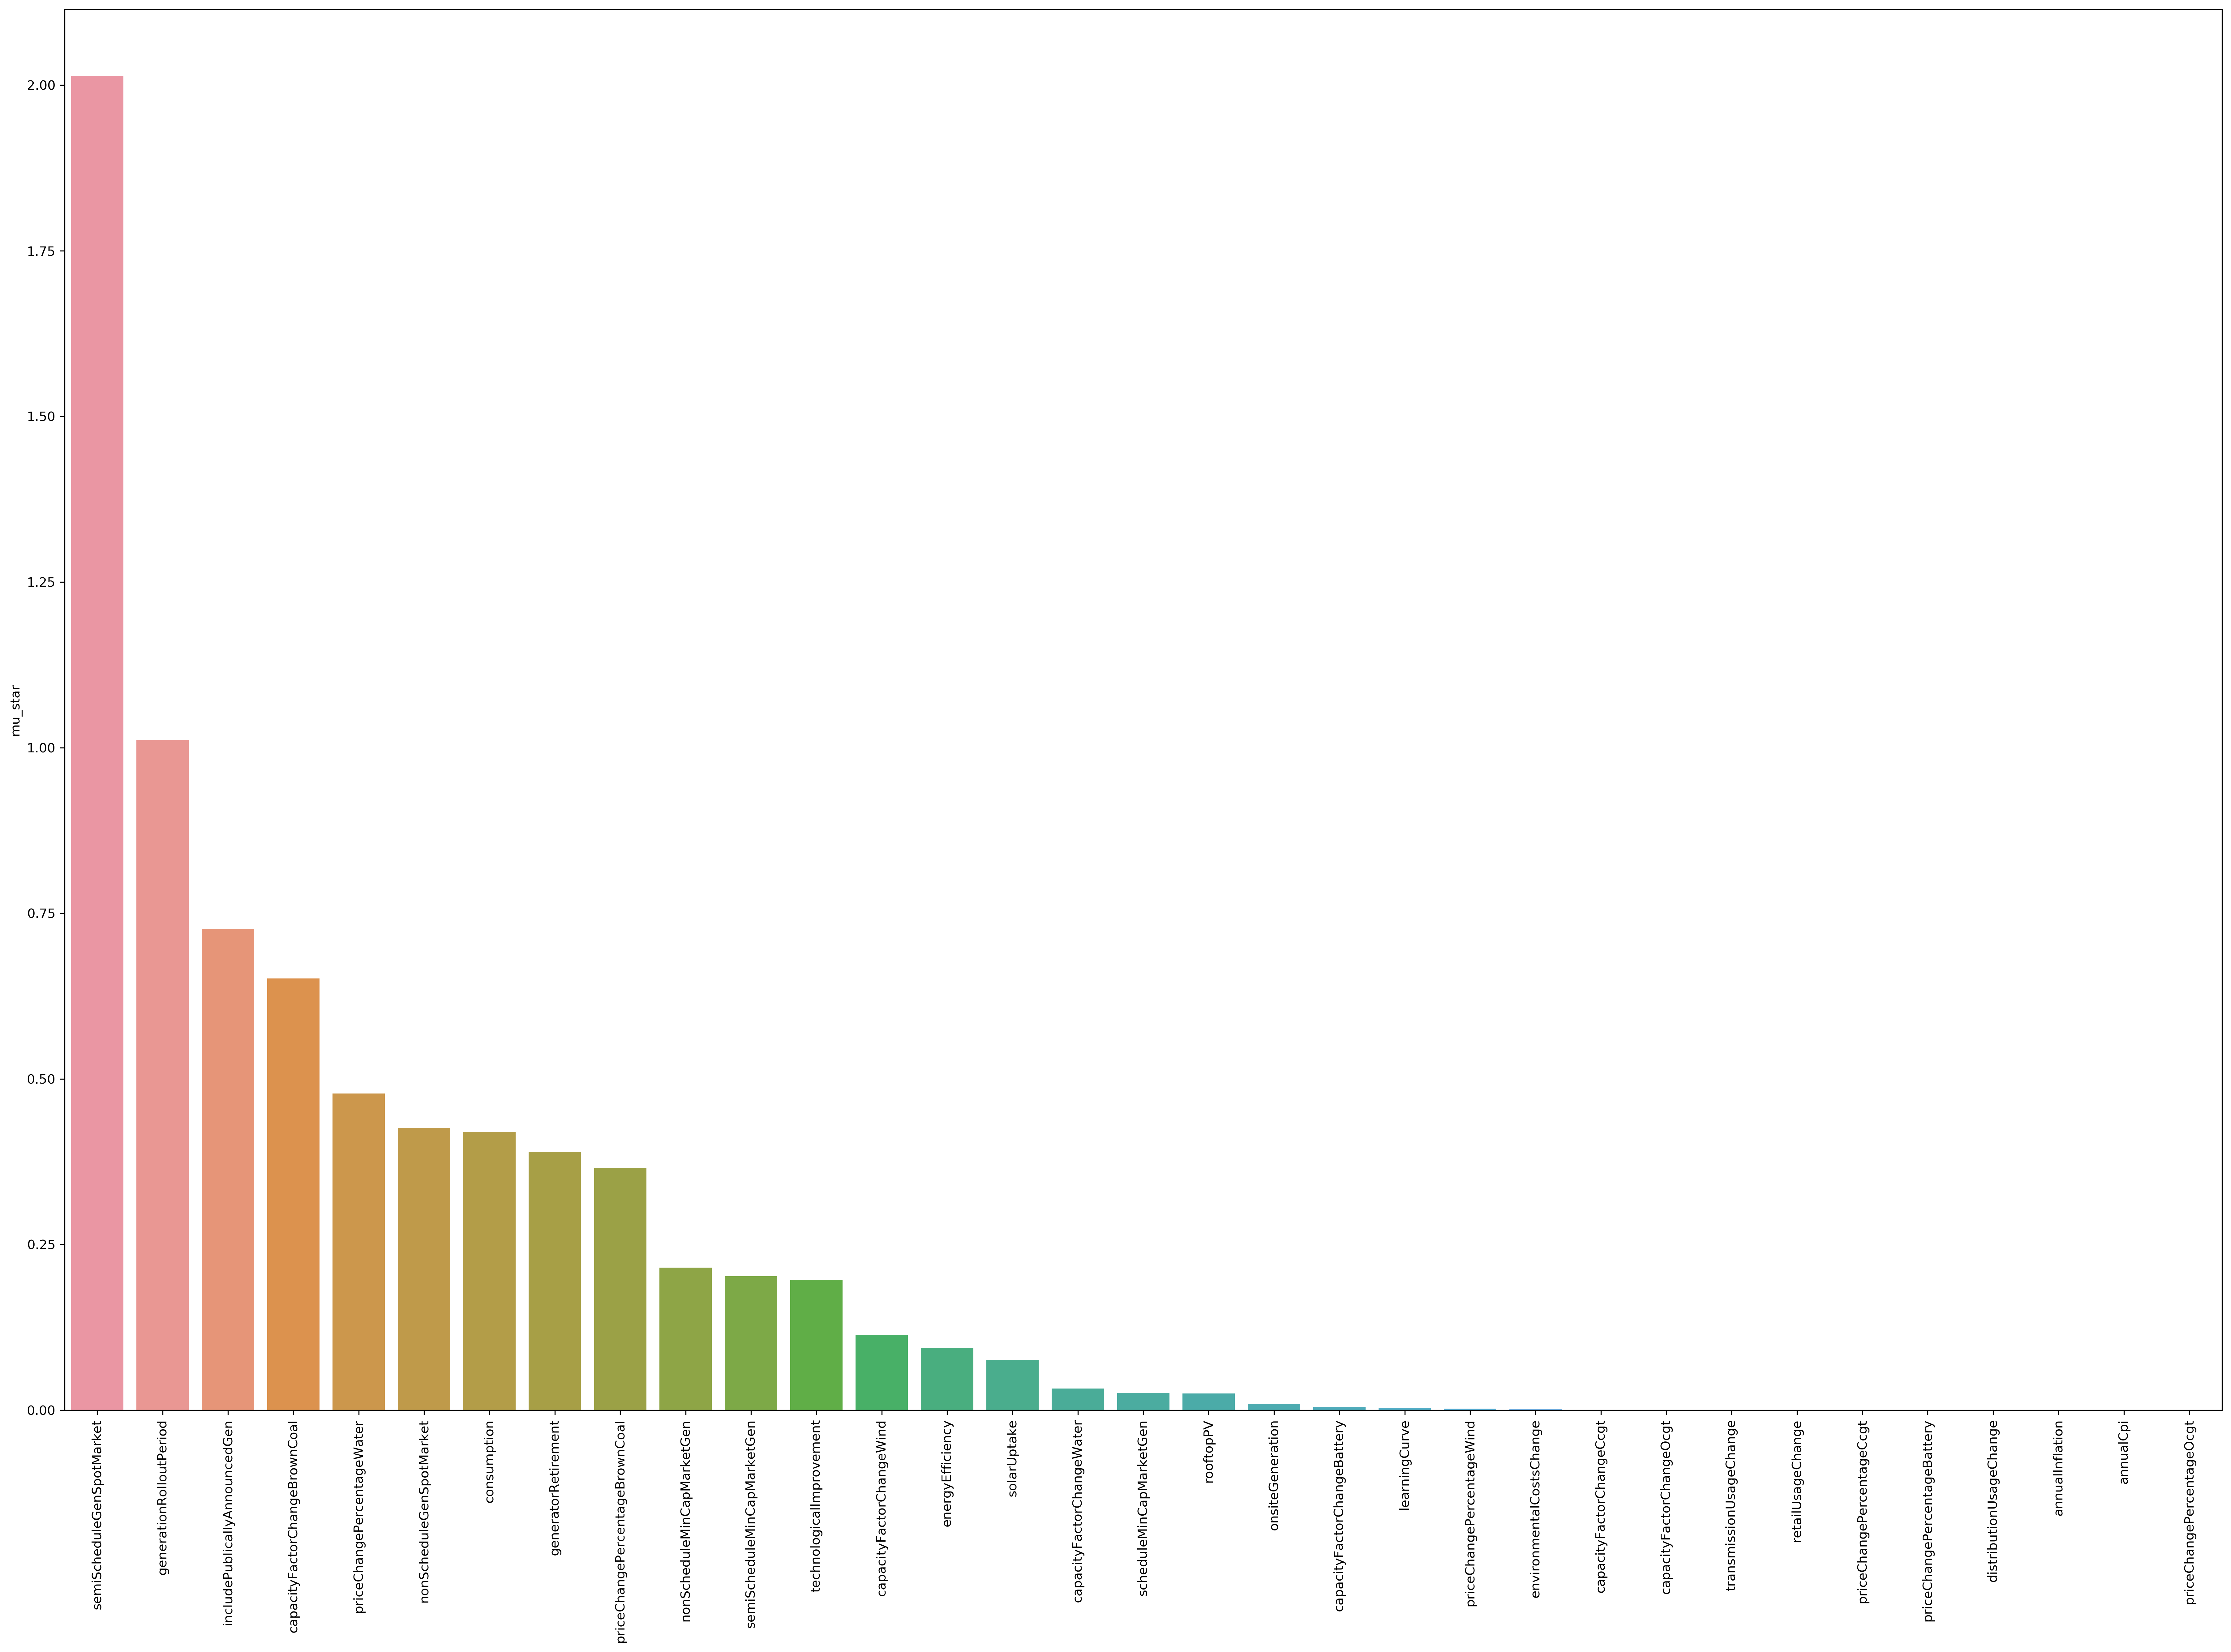 2.00
1.75
1.50
1.25
1.00
0.75
0.50
0.25
0.00
mu_star
semiScheduleGenSpotMarket
generationRolloutPeriod
includePublicallyAnnouncedGen
capacityFactorChangeBrownCoal
priceChangePercentageWater
nonScheduleGenSpotMarket
consumption
generatorRetirement
priceChangePercentageBrownCoal
nonScheduleMinCapMarketGen
semiScheduleMinCapMarketGen
technologicalImprovement
capacityFactorChangeWind
energyEfficiency
solarUptake
capacityFactorChangeWater
scheduleMinCapMarketGen
rooftopPV
onsiteGeneration
capacityFactorChangeBattery
learningCurve
priceChangePercentageWind
environmentalCostsChange
capacityFactorChangeCcgt
capacityFactorChangeOcgt
transmissionUsageChange
retailUsageChange
priceChangePercentageCcgt
priceChangePercentageBattery
distributionUsageChange
annualInflation
annualCpi
priceChangePercentageOcgt